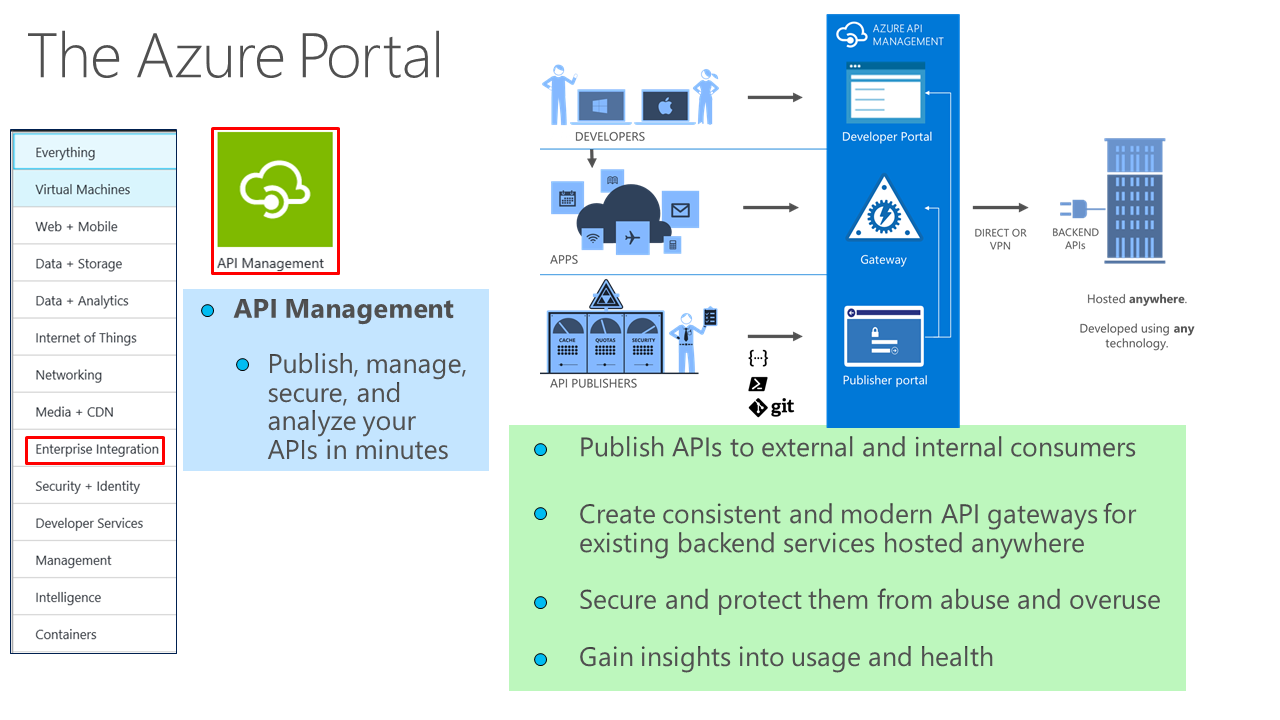 The Azure Portal
Everything
Virtual Machines
Web + Mobile
Data + Storage
Data + Analytics
Internet of Things
Networking
Media + CDN
Enterprise Integration
Security + Identity
Developer Services
Management
Intelligence
Containers
API Management
API Management
Publish, manage,
secure, and
analyze your
APIs in minutes
DEVELOPERS
APPS
CACHE
QUOTAS
SECURITY
API PUBLISHERS
{···}
git
AZURE API
MANAGEMENT
Developer Portal
Gateway
Publisher portal
DIRECT OR
VPN
BACKEND
APIs
Hosted anywhere.
Developed using any
technology.
Publish APIs to external and internal consumers
Create consistent and modern API gateways for
existing backend services hosted anywhere
Secure and protect them from abuse and overuse
Gain insights into usage and health